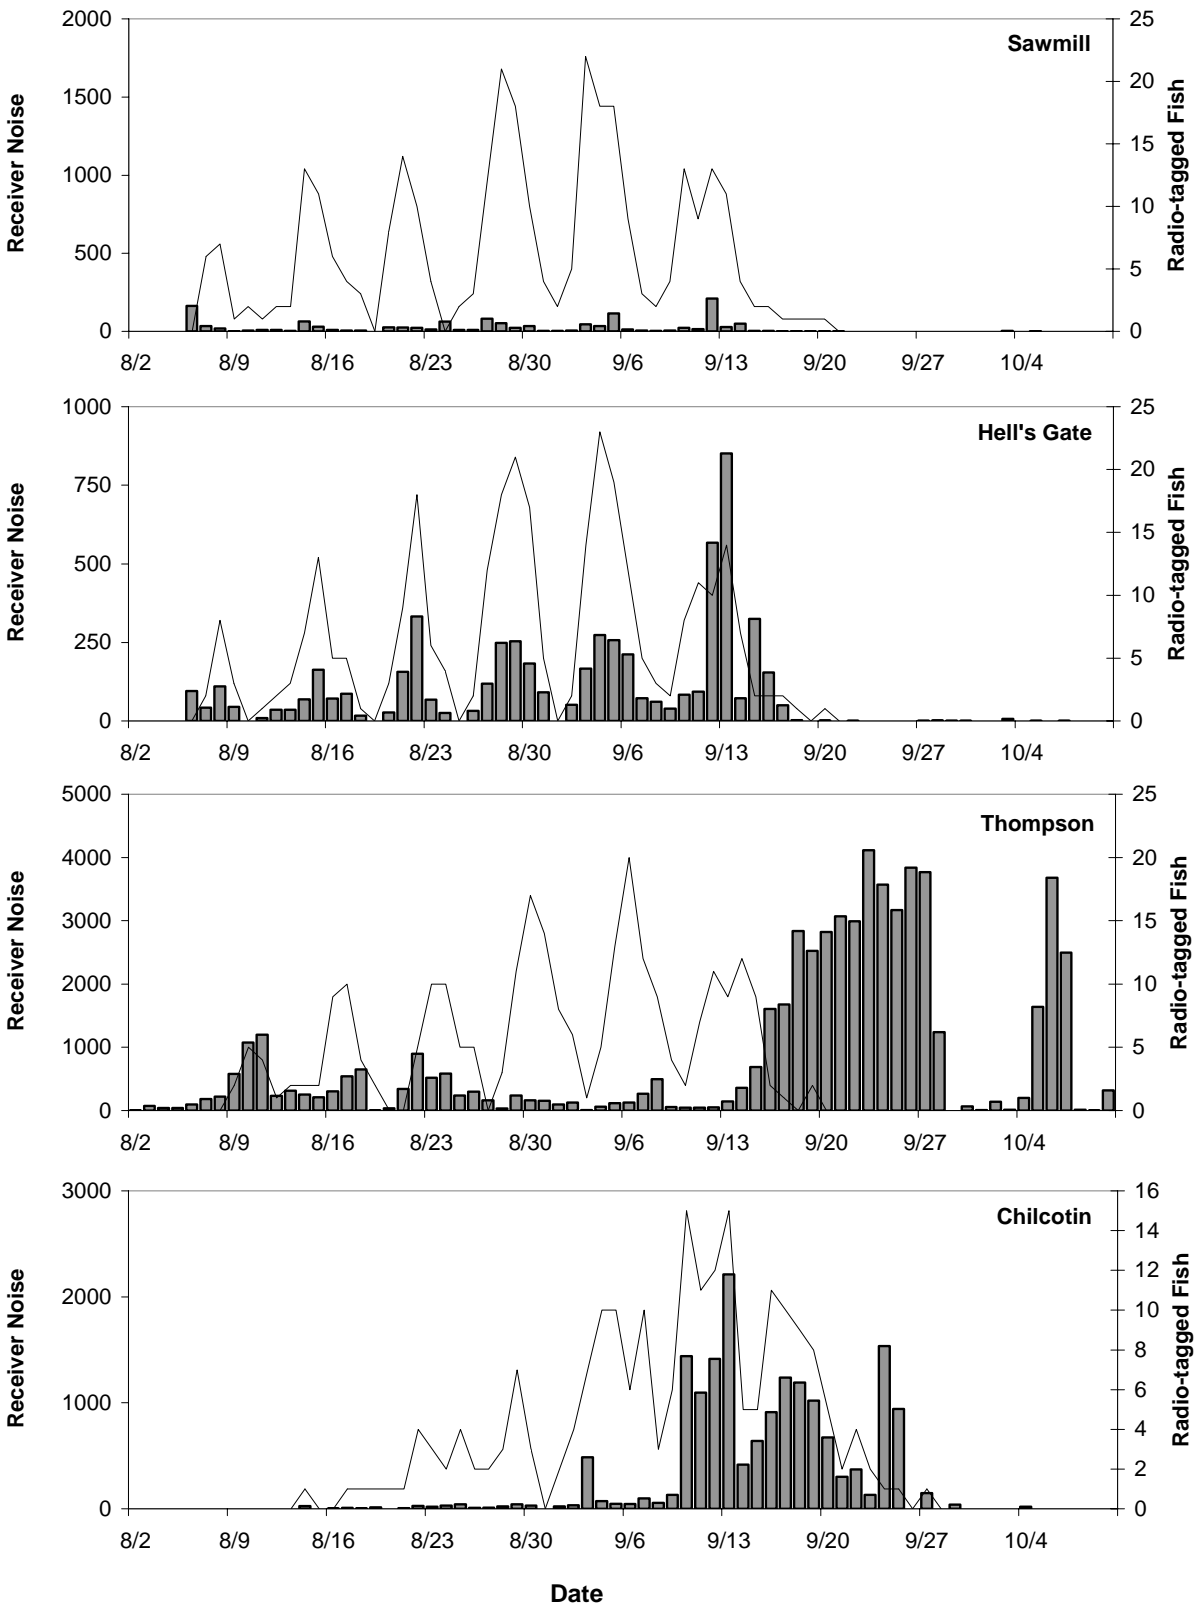 Sawmill
Receiver Noise
2000
1500
1000
500
0
25
20
15
10
5
0
Radio-tagged Fish
8/2 8/9 8/16 8/23 8/30 9/6 9/13 9/20 9/27 10/4
Hell's Gate
Receiver Noise
1000
750
500
250
0
25
20
15
10
5
0
Radio-tagged Fish
8/2 8/9 8/16 8/23 8/30 9/6 9/13 9/20 9/27 10/4
Thompson
Receiver Noise
5000
4000
3000
2000
1000
0
25
20
15
10
5
0
Radio-tagged Fish
8/2 8/9 8/16 8/23 8/30 9/6 9/13 9/20 9/27 10/4
Chilcotin
Receiver Noise
3000
2000
1000
0
16
14
12
10
8
6
4
2
0
Radio-tagged Fish
8/2 8/9 8/16 8/23 8/30 9/6 9/13 9/20 9/27 10/4
Date